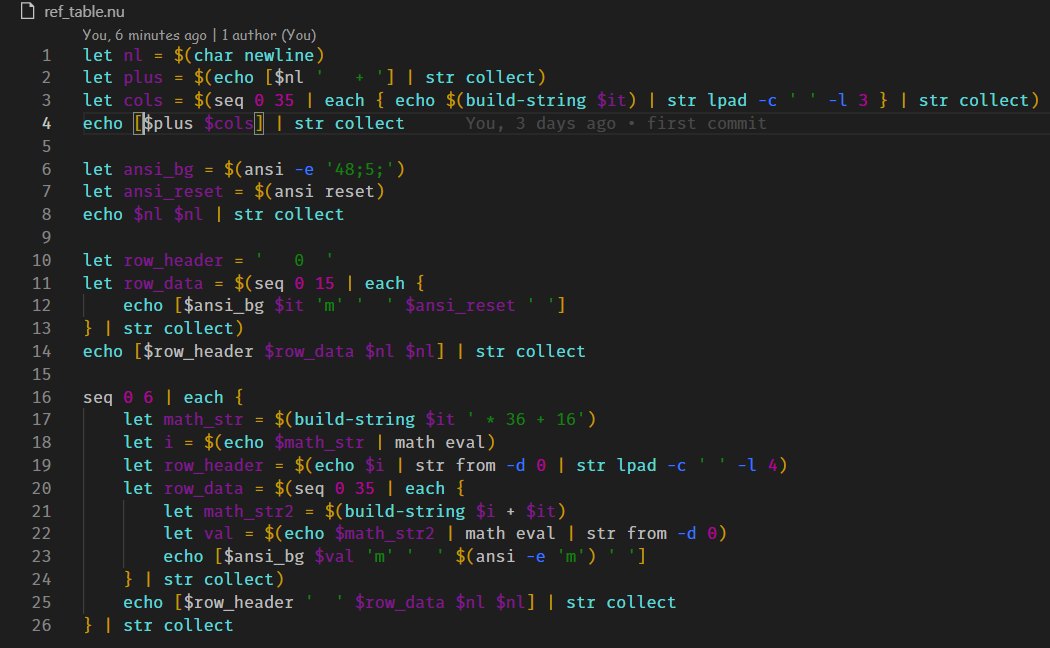 ref_table.nu
You, 6 minutes ago | 1 author (You)
1 let nl = $(char newline)
2 let plus = $(echo [$nl '   + '] | str collect)
3 let cols = $(seq 0 35 | each { echo $(build-string $it) | str lpad -c ' ' -l 3 } | str collect)
4 echo [$plus $cols] | str collect      You, 3 days ago • first commit
5
6 let ansi_bg = $(ansi -e '48;5;')
7 let ansi_reset = $(ansi reset)
8 echo $nl $nl | str collect
9
10 let row_header = '   0  '
11 let row_data = $(seq 0 15 | each {
12     echo [$ansi_bg $it 'm' '  ' $ansi_reset ' ']
13 } | str collect)
14 echo [$row_header $row_data $nl $nl] | str collect
15
16 seq 0 6 | each {
17     let math_str = $(build-string $it ' * 36 + 16')
18     let i = $(echo $math_str | math eval)
19     let row_header = $(echo $i | str from -d 0 | str lpad -c ' ' -l 4)
20     let row_data = $(seq 0 35 | each {
21         let math_str2 = $(build-string $i + $it)
22         let val = $(echo $math_str2 | math eval | str from -d 0)
23         echo [$ansi_bg $val 'm' '  ' $(ansi -e 'm') ' ']
24     } | str collect)
25     echo [$row_header '  ' $row_data $nl $nl] | str collect
26 } | str collect